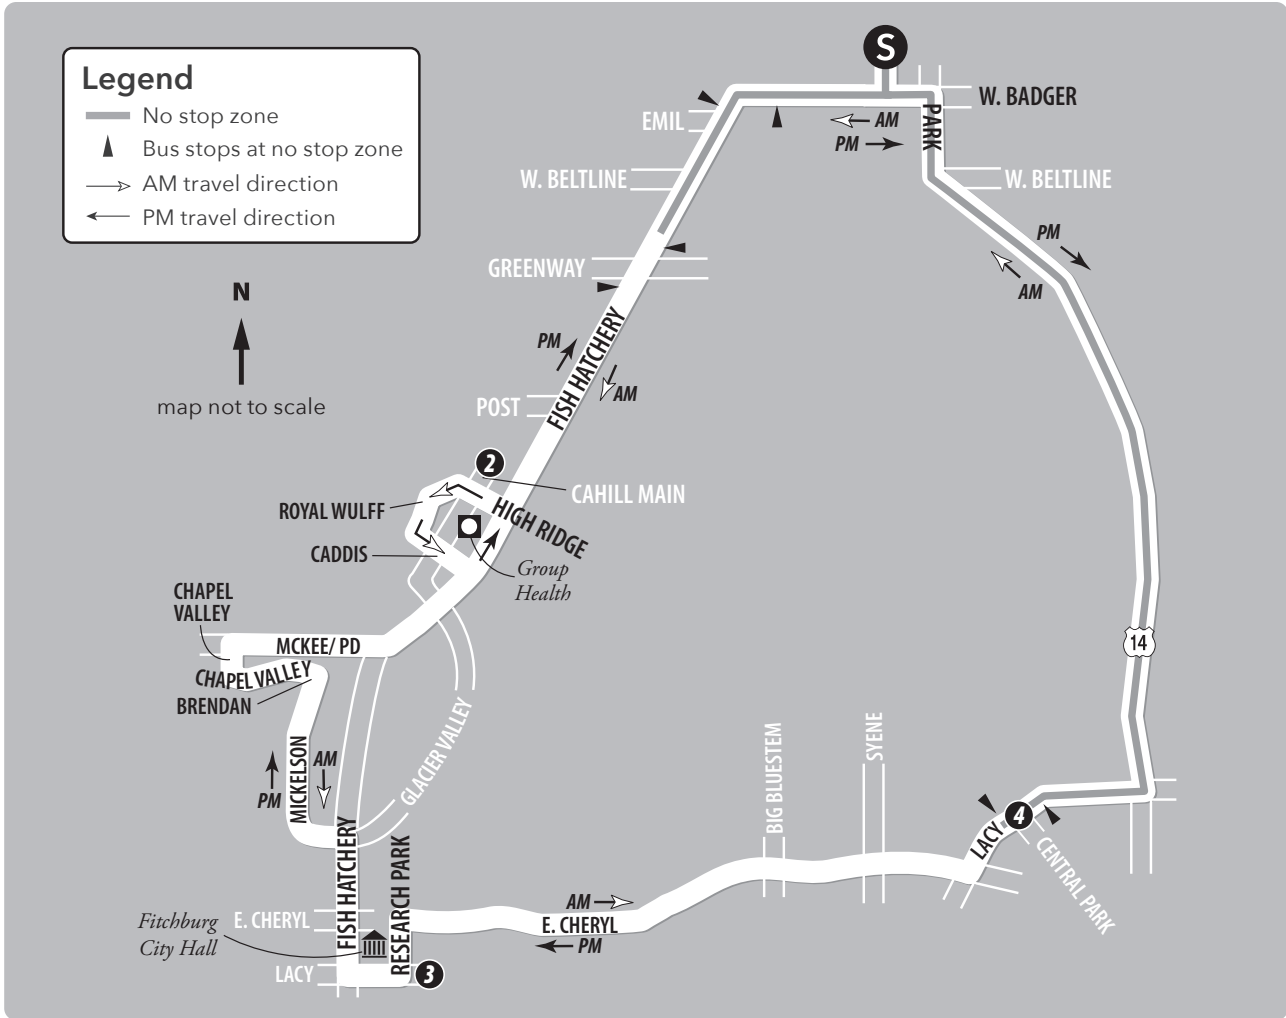 Legend
No stop zone
Bus stops at no stop zone
AM travel direction
PM travel direction
N
map not to scale
S
W. BADGER
PARK
AM
PM
EMIL
W. BELTLINE
W. BELTLINE
PM
AM
GREENWAY
FISH HATCHERY
PM
AM
POST
2
CAHILL MAIN
ROYAL WULFF
HIGH RIDGE
CADDIS
Group
Health
CHAPEL
VALLEY
MCKEE/ PD
CHAPEL VALLEY
BRENDAN
14
MICKELSON
AM
PM
GLACIER VALLEY
BIG BLUESTEM
SYENE
LACY
4
CENTRAL PARK
FISH HATCHERY
RESEARCH PARK
AM
E. CHERYL
PM
E. CHERYL
Fitchburg
City Hall
LACY
3